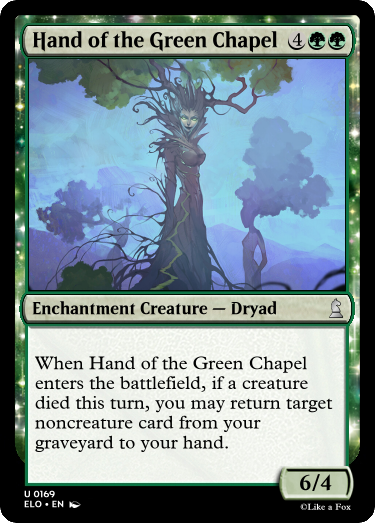 Hand of the Green Chapel 4
Enchantment Creature — Dryad
When Hand of the Green Chapel
enters the battlefield, if a creature
died this turn, you may return target
noncreature card from your
graveyard to your hand.
6/4
U 0169
ELO • EN
©Like a Fox